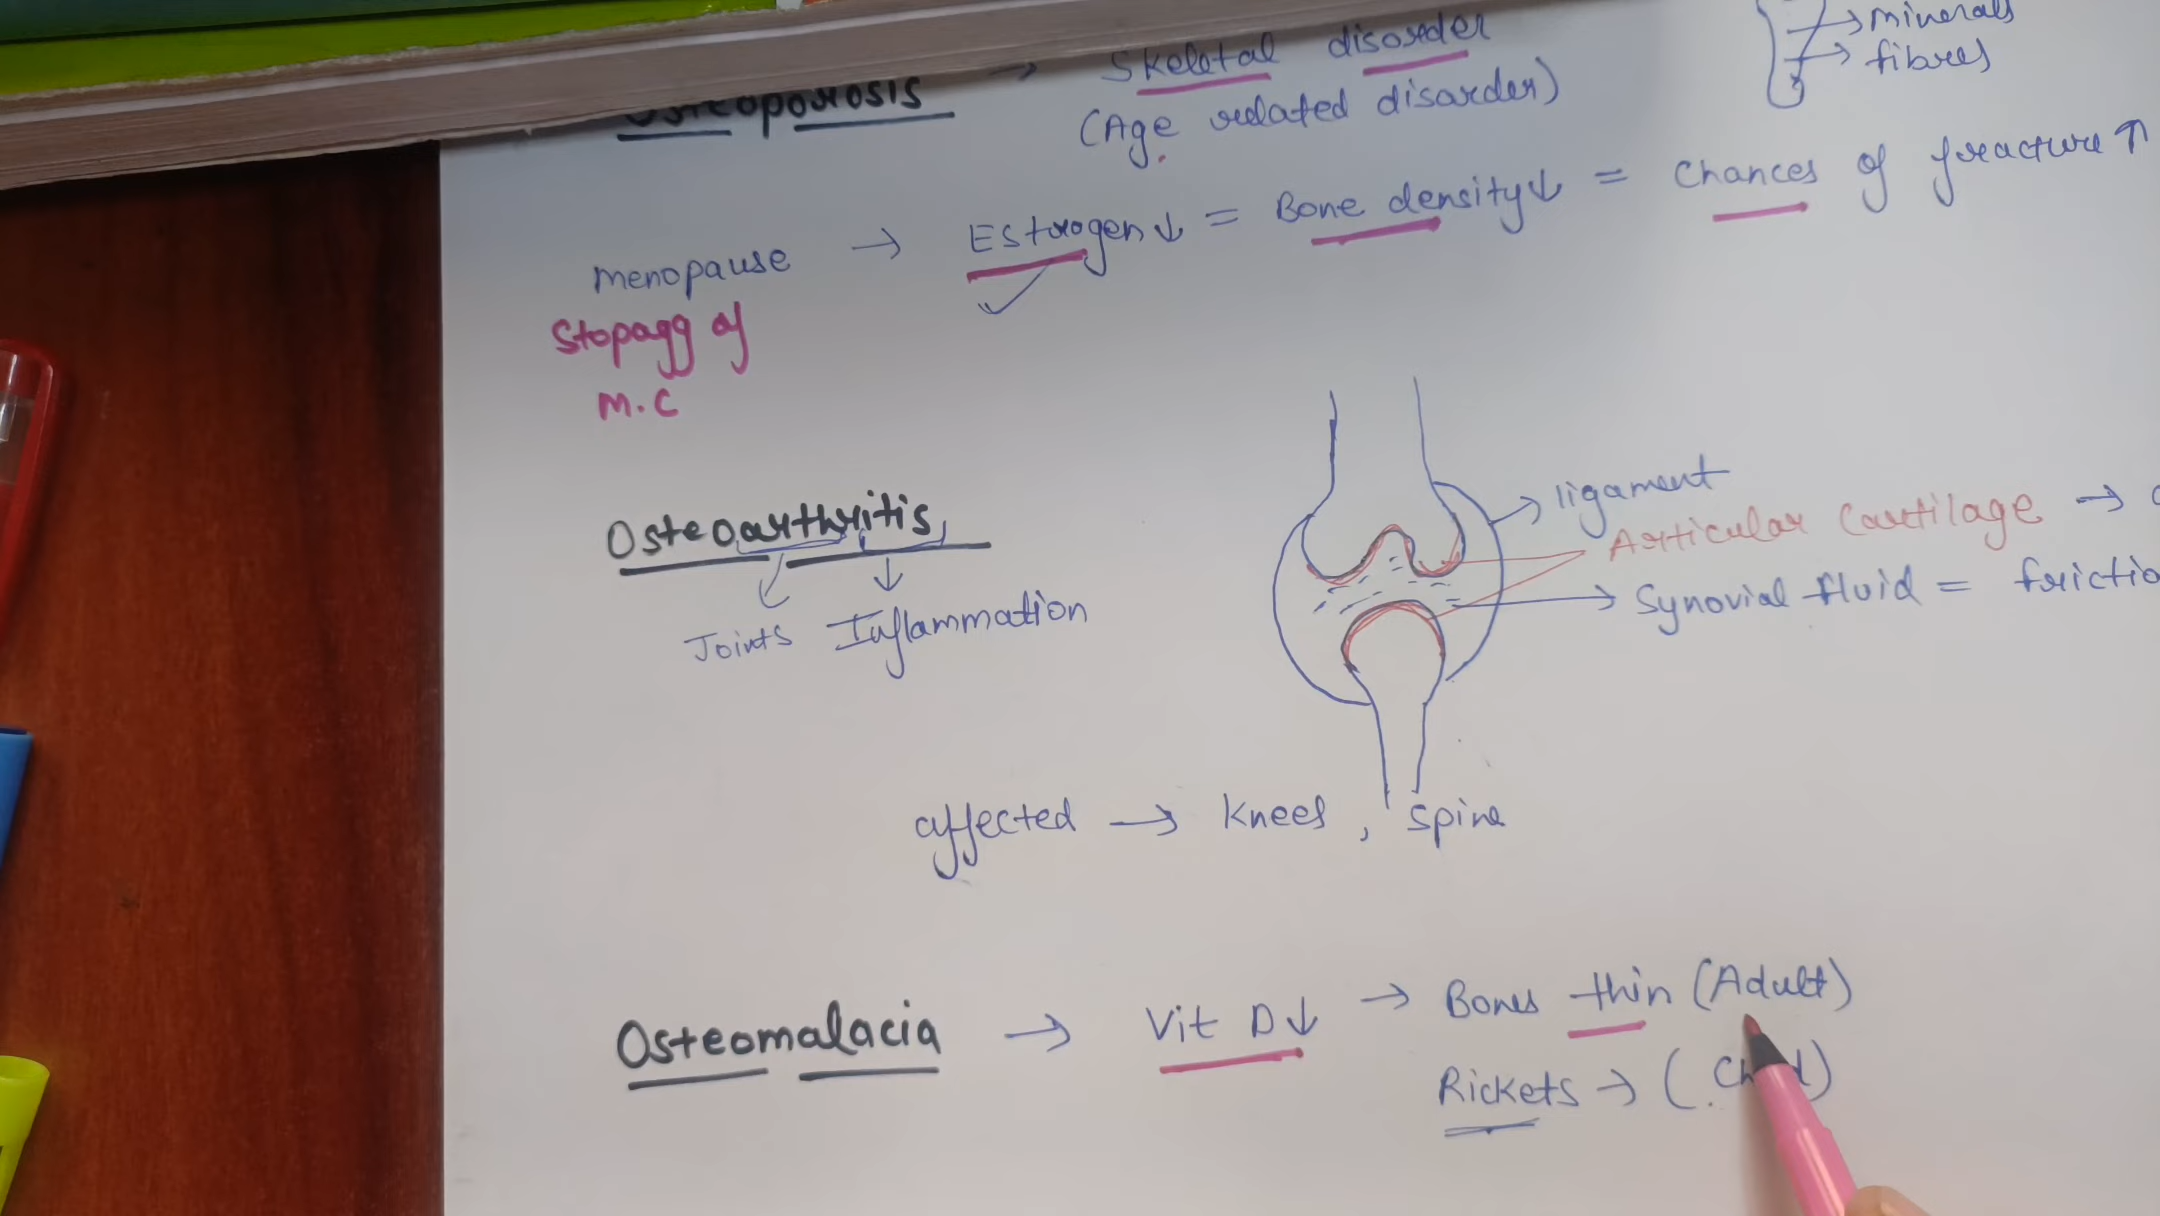 Osteoporosis → Skeletal disorder
(Age related disorder)
→ minerals
→ fibres
menopause → Estrogen↓ = Bone density↓ = Chances of fracture↑
Stopagg of
M.C
Osteoarthritis
Joints Inflammation
→ ligament
Articular Cartilage →
→ Synovial fluid =
affected → Knees, Spine
Osteomalacia → Vit D↓ → Bones thin (Adult)
Rickets → (